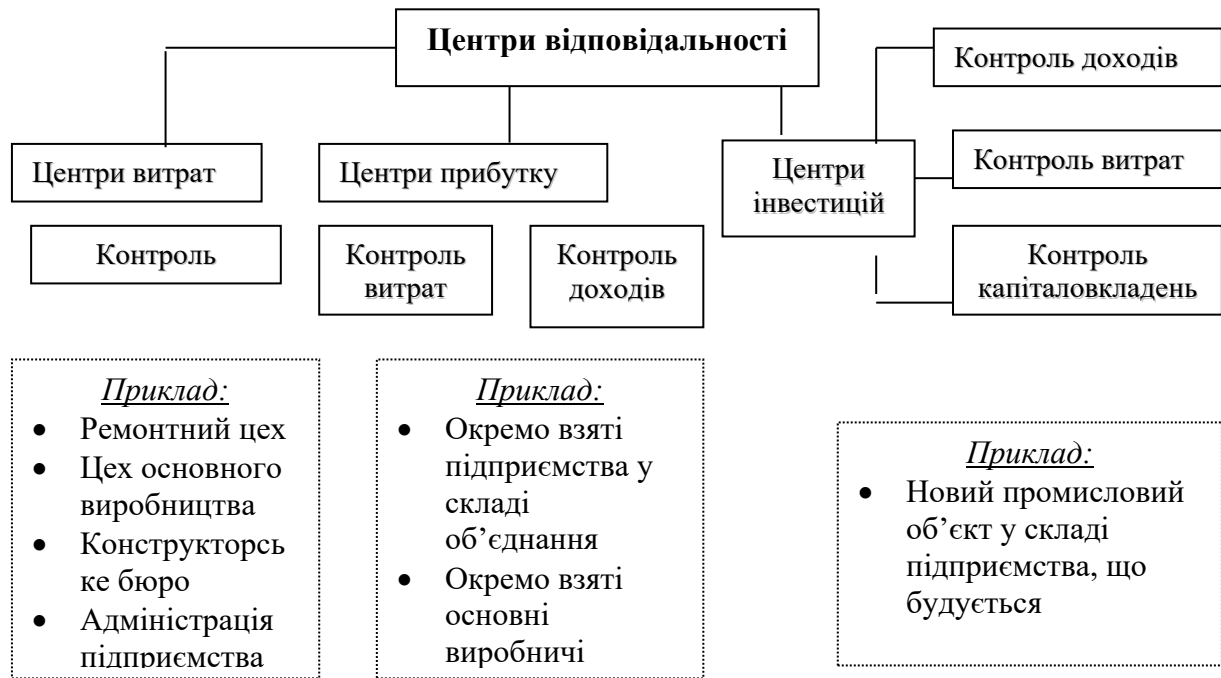 Центри відповідальності
Контроль доходів
Центри витрат
Центри прибутку
Центри
інвестицій
Контроль витрат
Контроль
Контроль
витрат
Контроль
доходів
Контроль
капіталовкладень
Приклад:
• Ремонтний цех
• Цех основного
виробництва
• Конструкторсь
ке бюро
• Адміністрація
підприємства
Приклад:
• Окремо взяті
підприємства у
складі
об’єднання
• Окремо взяті
основні
виробничі
Приклад:
• Новий промисловий
об’єкт у складі
підприємства, що
будується